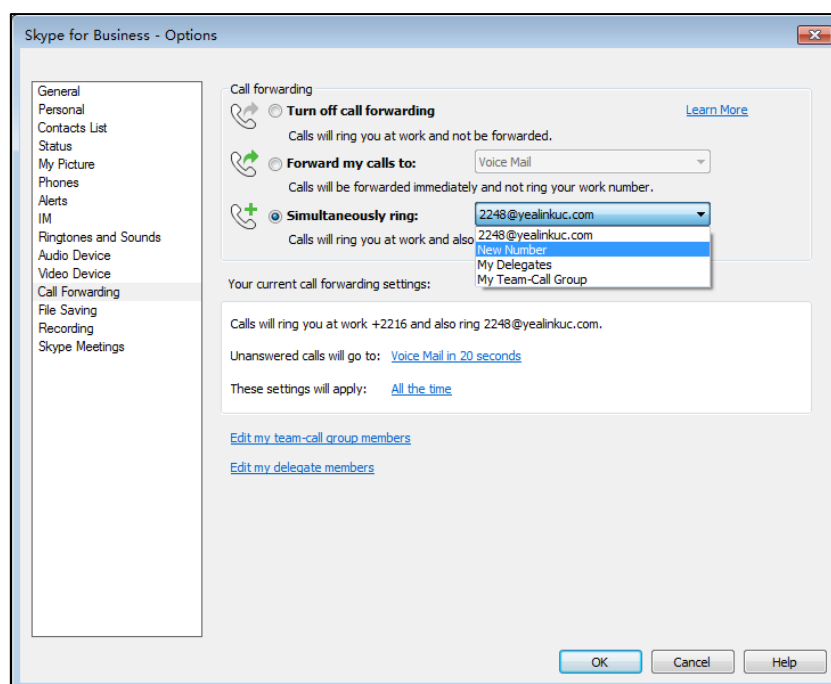 Skype for Business - Options
General
Personal
Contacts List
Status
My Picture
Phones
Alerts
IM
Ringtones and Sounds
Audio Device
Video Device
Call Forwarding
File Saving
Recording
Skype Meetings
Call forwarding
Turn off call forwarding
Learn More
Calls will ring you at work and not be forwarded.
Forward my calls to:
Voice Mail
Calls will be forwarded immediately and not ring your work number.
Simultaneously ring:
2248@yealinkuc.com
Calls will ring you at work and also
2248@yealinkuc.com
New Number
My Delegates
My Team-Call Group
Your current call forwarding settings:
Calls will ring you at work +2216 and also ring 2248@yealinkuc.com.
Unanswered calls will go to: Voice Mail in 20 seconds
These settings will apply: All the time
Edit my team-call group members
Edit my delegate members
OK
Cancel
Help